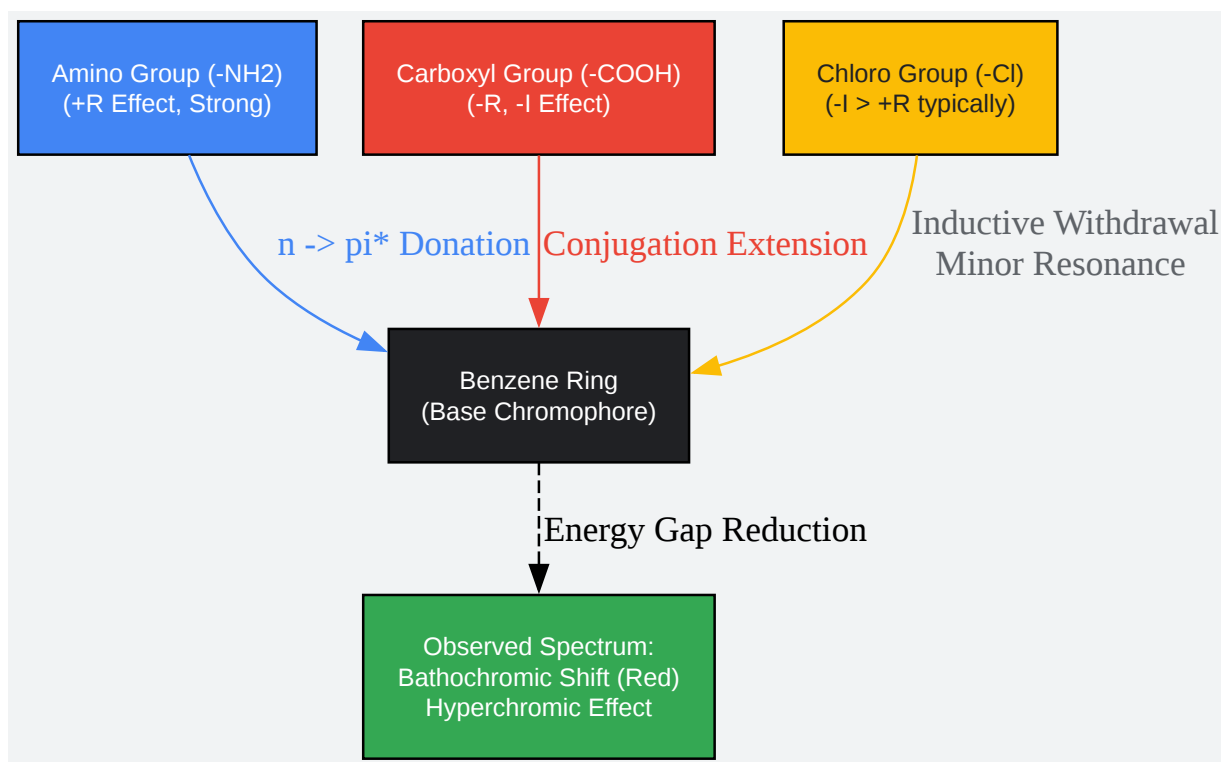 Amino Group (-NH2)
(+R Effect, Strong)
Carboxyl Group (-COOH)
(-R, -I Effect)
Chloro Group (-Cl)
(-I > +R typically)
n -> pi* Donation
Conjugation Extension
Inductive Withdrawal
Minor Resonance
Benzene Ring
(Base Chromophore)
Energy Gap Reduction
Observed Spectrum:
Bathochromic Shift (Red)
Hyperchromic Effect